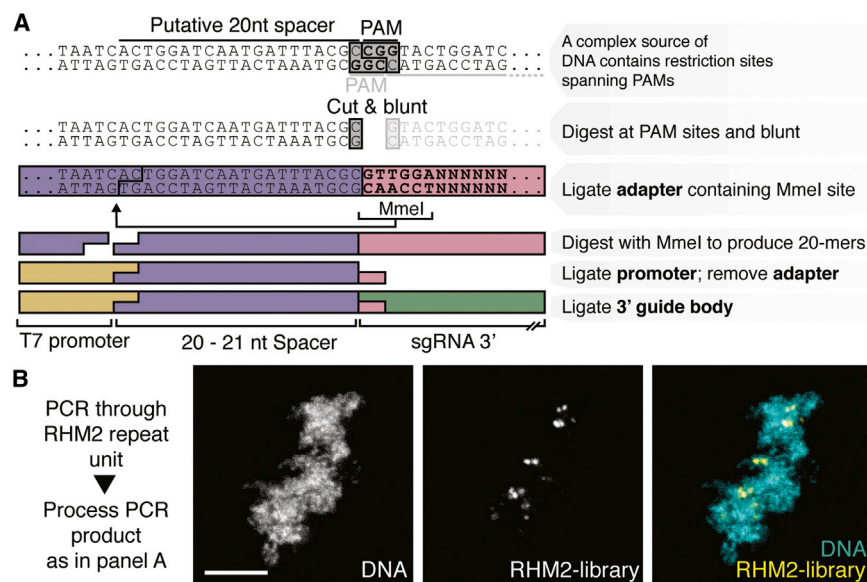 A
Putative 20nt spacer PAM
...TAATCACTGGATCAATGATTTACGCCGGTACTGGATC...
...ATTAGTGACCTAGTTACTAAATGCGGCCATGACCTAG...
PAM
A complex source of
DNA contains restriction sites
spanning PAMs
Cut & blunt
...TAATCACTGGATCAATGATTTACGC GTACTGGATC...
...ATTAGTGACCTAGTTACTAAATGCG CATGACCTAG...
Digest at PAM sites and blunt
...TAATCACTGGATCAATGATTTACGCGTTGGANNNNNN...
...ATTAGTGACCTAGTTACTAAATGCGCAACCTNNNNNN...
Ligate adapter containing MmeI site
MmeI
Digest with MmeI to produce 20-mers
Ligate promoter; remove adapter
Ligate 3' guide body
T7 promoter 20 - 21 nt Spacer sgRNA 3'
B
PCR through
RHM2 repeat
unit
Process PCR
product
as in panel A
DNA
RHM2-library
DNA
RHM2-library